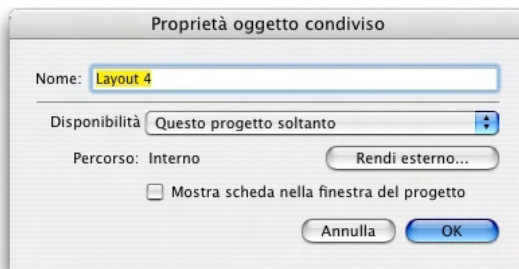 Proprietà oggetto condiviso
Nome: Layout 4
Disponibilità Questo progetto soltanto
Percorso: Interno Rendi esterno...
Mostra scheda nella finestra del progetto
Annulla OK